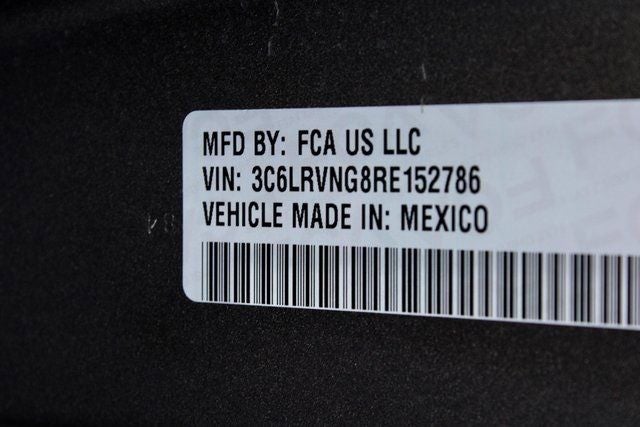 MFD BY: FCA US LLC
VIN: 3C6LRVNG8RE152786
VEHICLE MADE IN: MEXICO